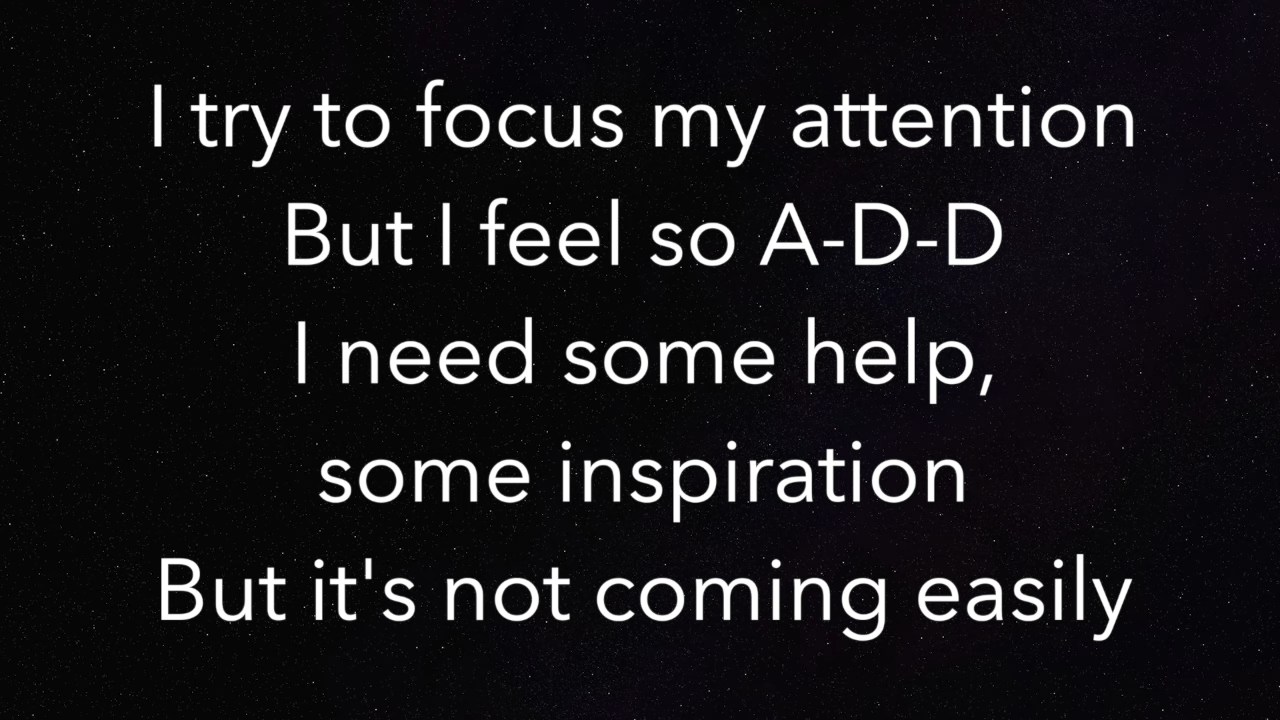 I try to focus my attention
But I feel so A-D-D
I need some help,
some inspiration
But it's not coming easily